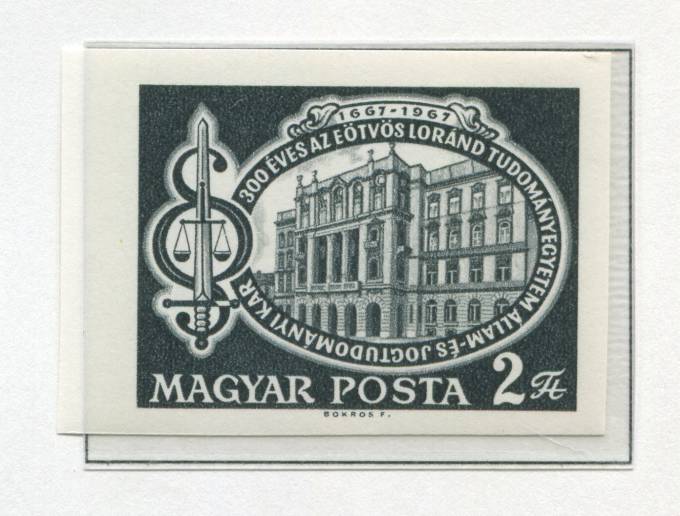 1667-1967
300 ÉVES AZ EÖTVÖS LORÁND TUDOMÁNYEGYETEM ÁLLAM-ÉS JOGTUDOMÁNYI KAR
MAGYAR POSTA 2 Ft
BOKROS F.